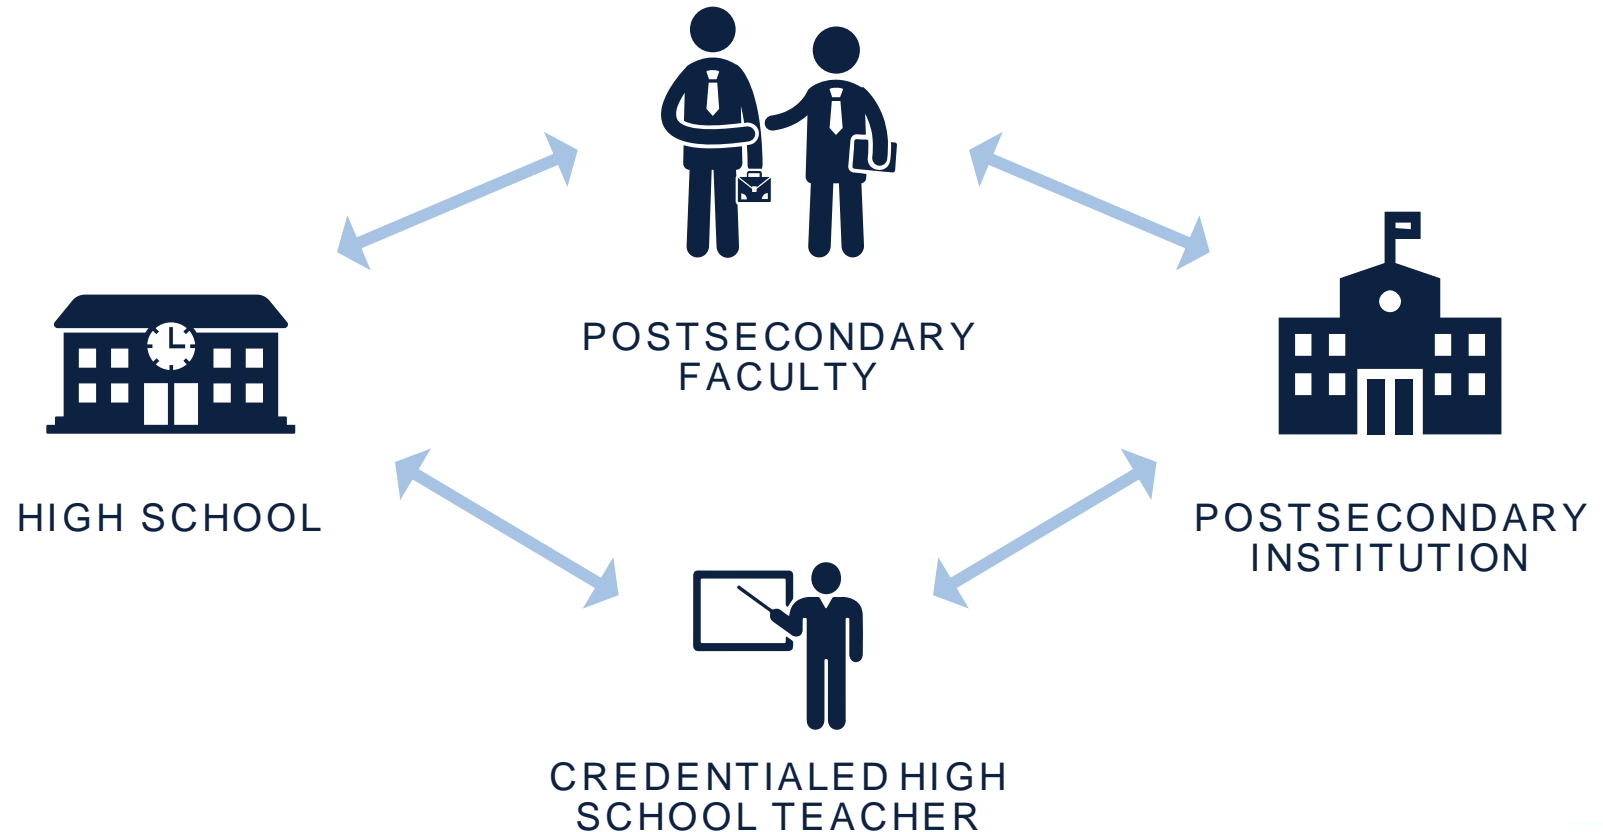 POSTSECONDARY
FACULTY
HIGH SCHOOL
POSTSECONDARY
INSTITUTION
CREDENTIALED HIGH
SCHOOL TEACHER